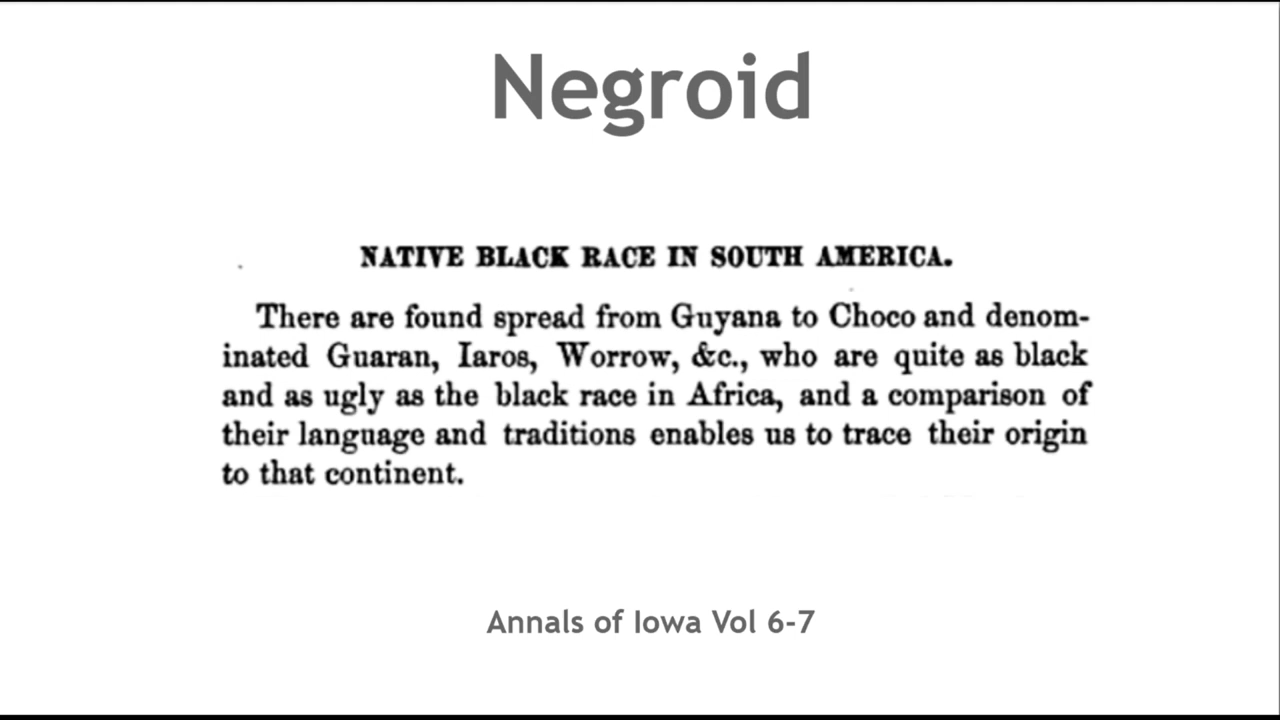 Negroid
NATIVE BLACK RACE IN SOUTH AMERICA.
There are found spread from Guyana to Choco and denom-
inated Guaran, Iaros, Worrow, &c., who are quite as black
and as ugly as the black race in Africa, and a comparison of
their language and traditions enables us to trace their origin
to that continent.
Annals of Iowa Vol 6-7